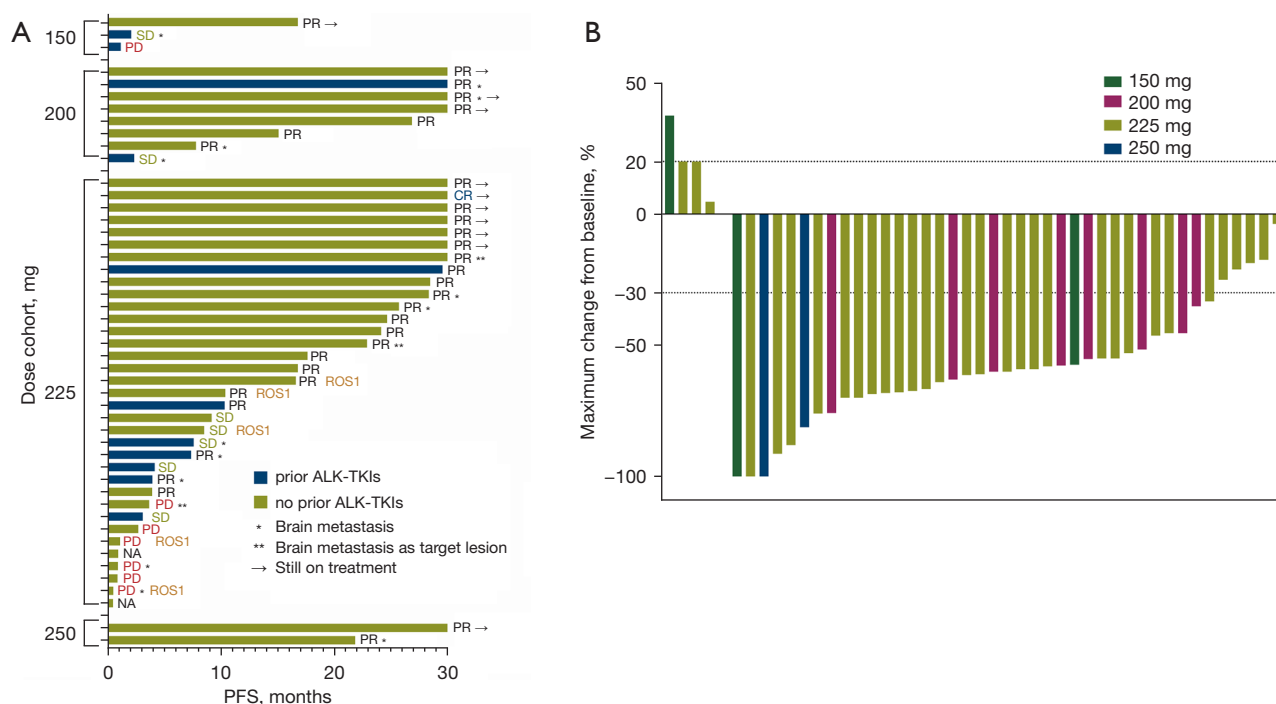 A
150
PR →
SD *
PD
200
PR →
PR *
PR * →
PR →
PR
PR
PR *
SD *
Dose cohort, mg
225
PR →
CR →
PR →
PR →
PR →
PR →
PR **
PR
PR
PR *
PR *
PR
PR
PR **
PR
PR
PR ROS1
PR ROS1
PR
SD
SD ROS1
SD *
PR *
SD
PR *
PR
PD **
SD
PD
PD ROS1
NA
PD *
PD
PD * ROS1
NA
prior ALK-TKIs
no prior ALK-TKIs
* Brain metastasis
** Brain metastasis as target lesion
→ Still on treatment
250
PR →
PR *
0 10 20 30
PFS, months
B
Maximum change from baseline, %
50
20
0
−30
−50
−100
150 mg
200 mg
225 mg
250 mg